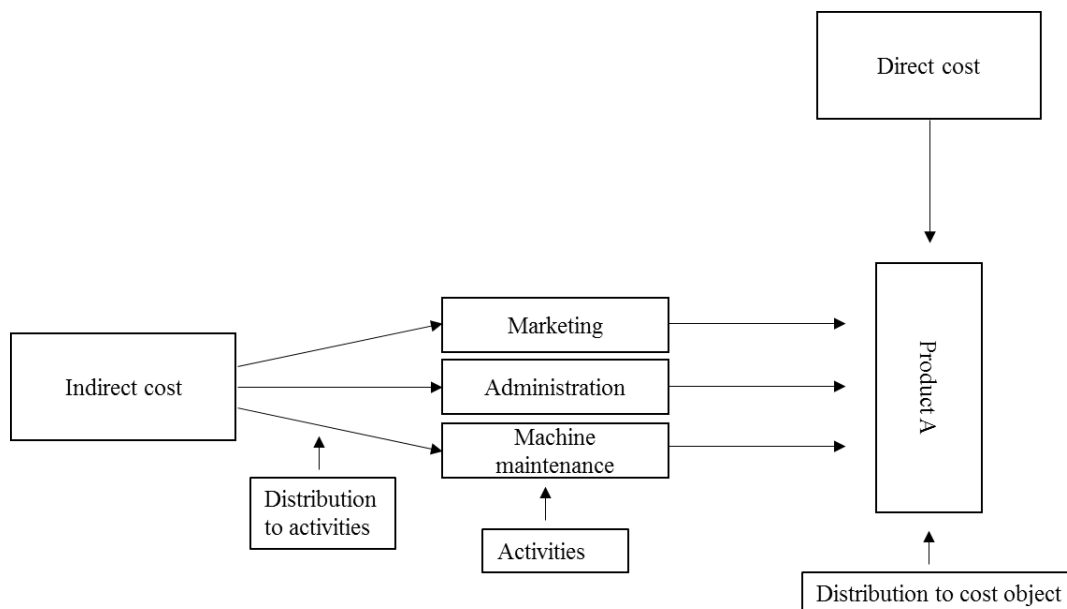 Direct cost
Marketing
Indirect cost
Administration
Product A
Machine
maintenance
Distribution
to activities
Activities
Distribution to cost object